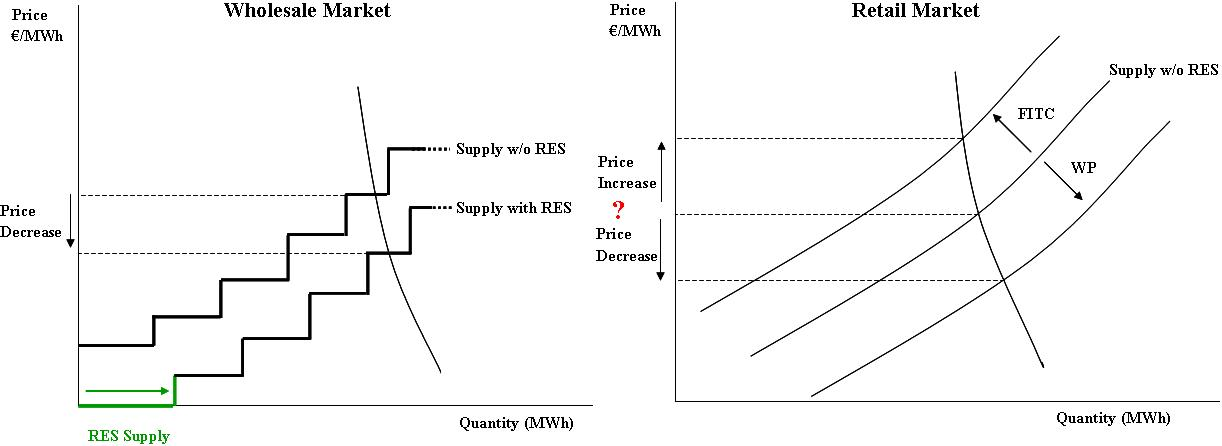 Wholesale Market
Price
€/MWh
Supply w/o RES
Supply with RES
Price
Decrease
Quantity (MWh)
RES Supply
Retail Market
Price
€/MWh
Supply w/o RES
FITC
WP
Price
Increase
?
Price
Decrease
Quantity (MWh)